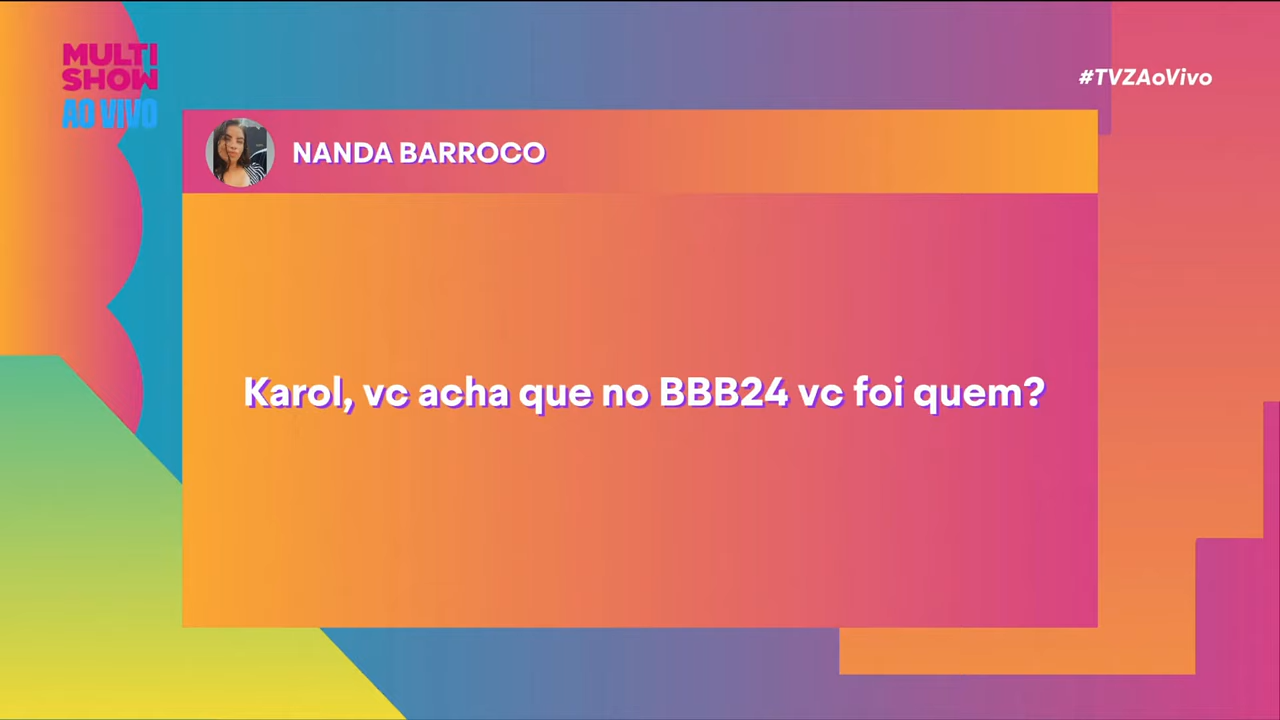 MULTI
SHOW
AO VIVO
#TVZAoVivo
NANDA BARROCO
Karol, vc acha que no BBB24 vc foi quem?